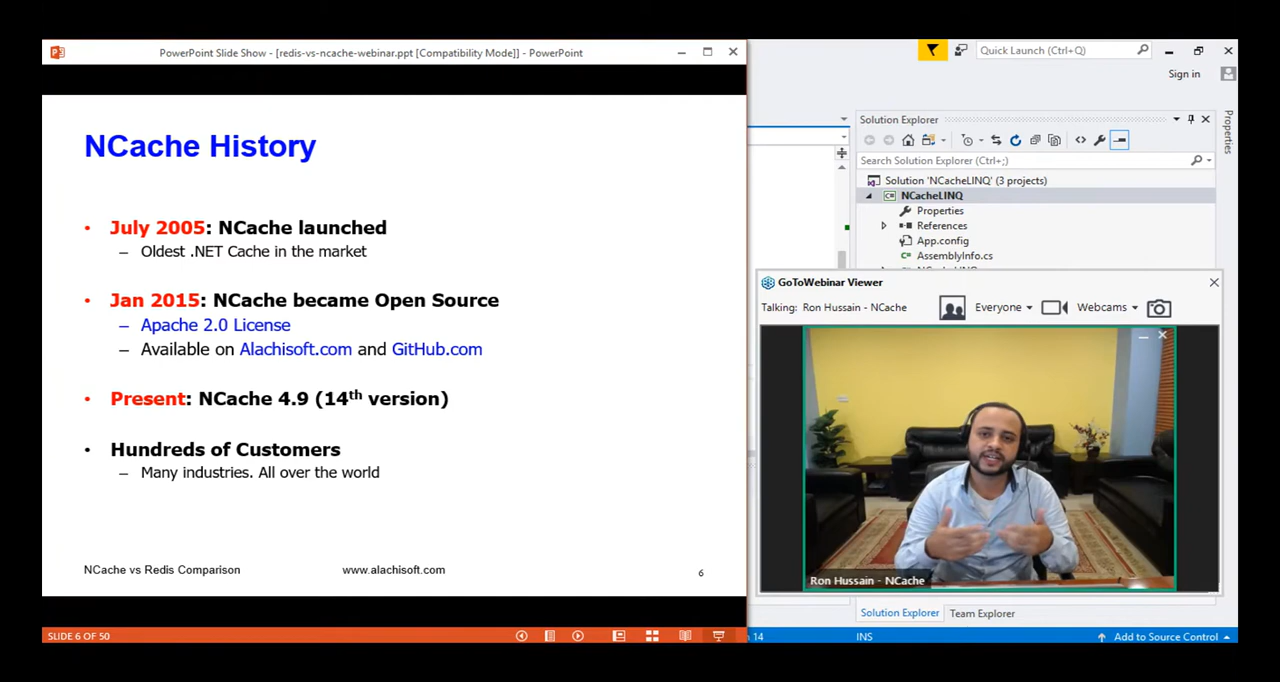 PowerPoint Slide Show - [redis-vs-ncache-webinar.ppt [Compatibility Mode]] - PowerPoint
NCache History
• July 2005: NCache launched
– Oldest .NET Cache in the market
• Jan 2015: NCache became Open Source
– Apache 2.0 License
– Available on Alachisoft.com and GitHub.com
• Present: NCache 4.9 (14th version)
• Hundreds of Customers
– Many industries. All over the world
NCache vs Redis Comparison www.alachisoft.com 6
SLIDE 6 OF 50
Quick Launch (Ctrl+Q)
Sign in
Solution Explorer
Properties
Search Solution Explorer (Ctrl+;)
Solution 'NCacheLINQ' (3 projects)
NCacheLINQ
Properties
References
App.config
AssemblyInfo.cs
GoToWebinar Viewer
Talking: Ron Hussain - NCache
Everyone
Webcams
Ron Hussain - NCache
Solution Explorer Team Explorer
14 INS Add to Source Control